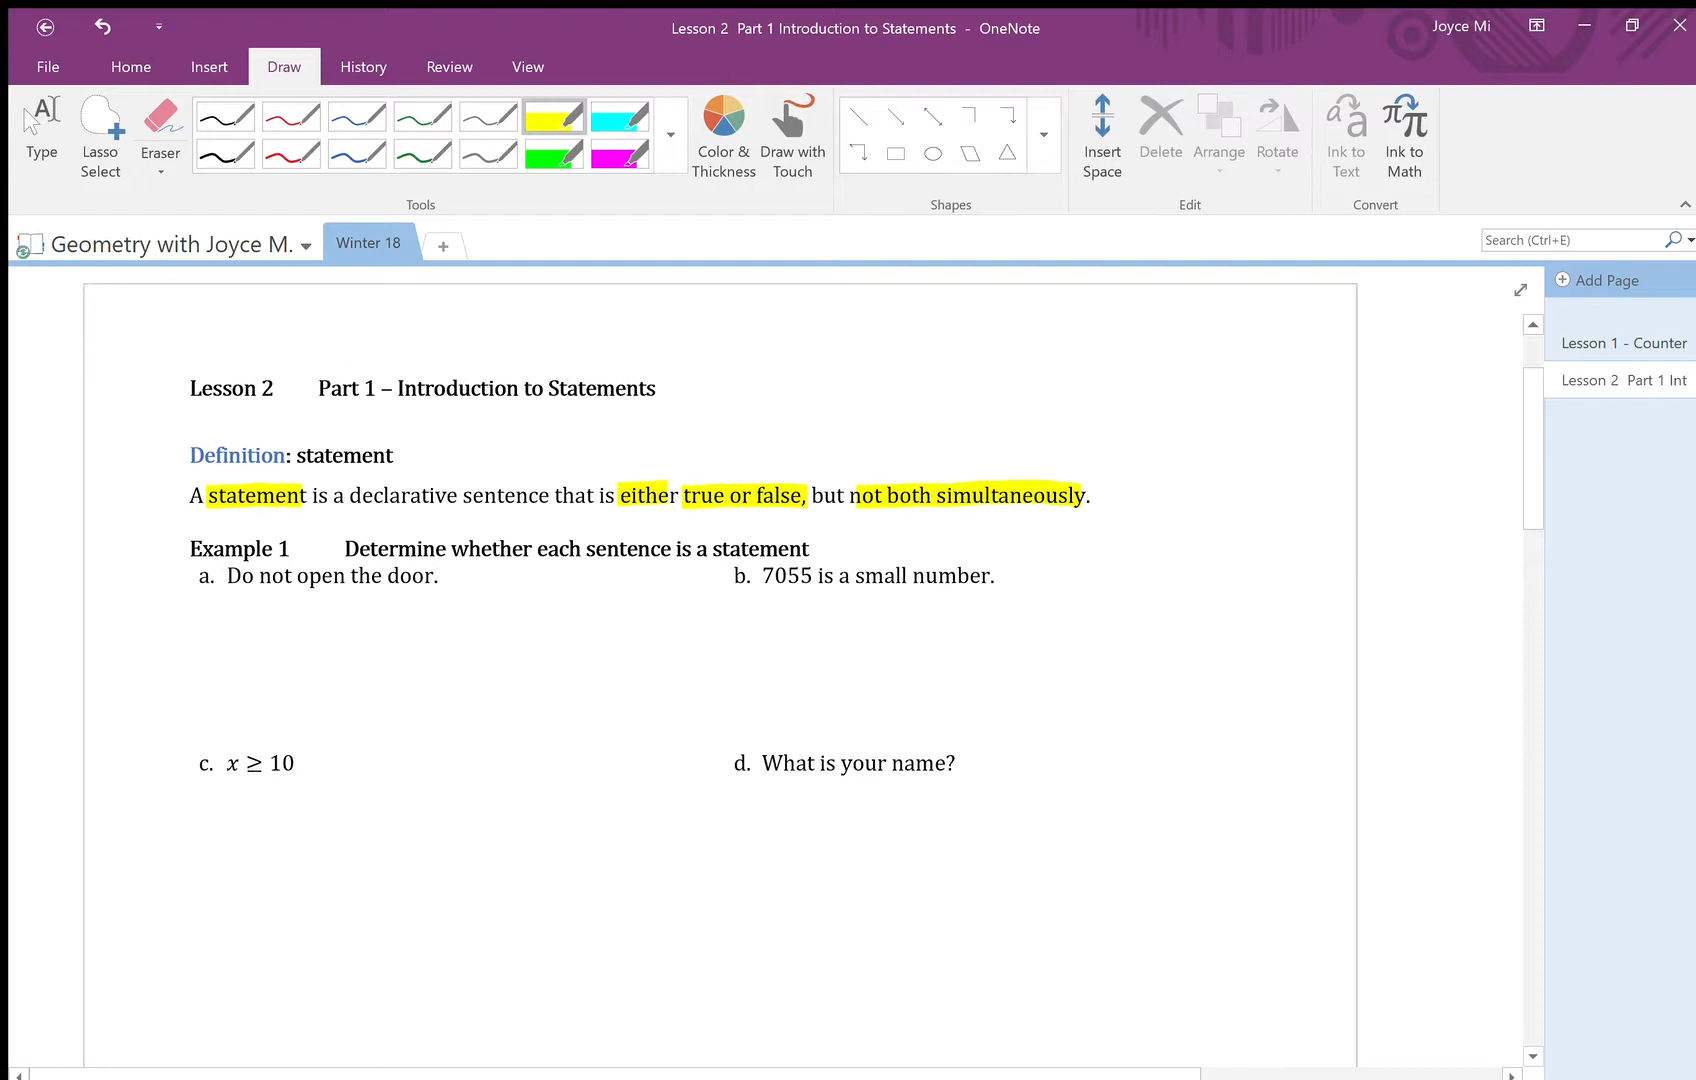 Lesson 2  Part 1 Introduction to Statements  -  OneNote
Joyce Mi
File Home Insert Draw History Review View
Type
Lasso Select
Eraser
Color & Thickness
Draw with Touch
Insert Space
Delete
Arrange
Rotate
Ink to Text
Ink to Math
Tools
Shapes
Edit
Convert
Geometry with Joyce M.
Winter 18
+
Search (Ctrl+E)
Add Page
Lesson 1 - Counter
Lesson 2  Part 1 Int
Lesson 2 Part 1 – Introduction to Statements
Definition: statement
A statement is a declarative sentence that is either true or false, but not both simultaneously.
Example 1 Determine whether each sentence is a statement
a. Do not open the door.
b. 7055 is a small number.
c. x ≥ 10
d. What is your name?